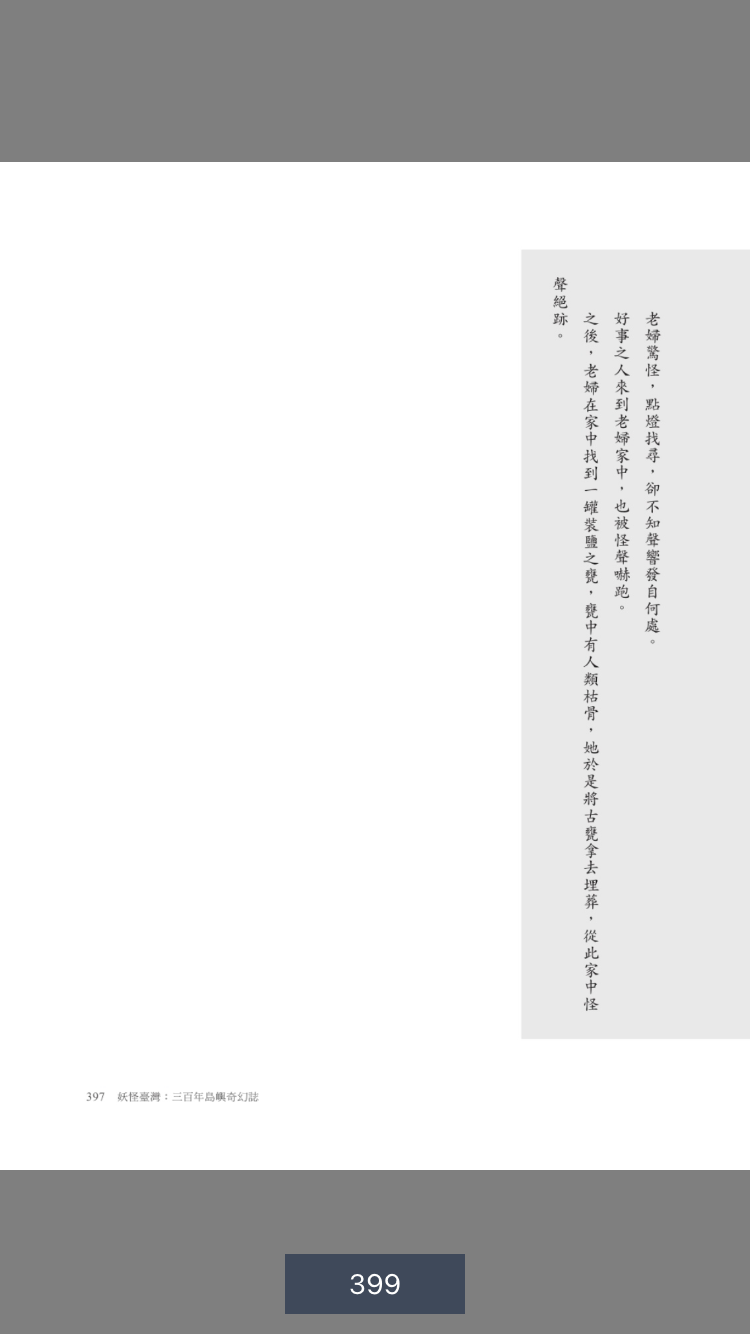 老婦驚怪，點燈找尋，卻不知聲響發自何處。
好事之人來到老婦家中，也被怪聲嚇跑。
之後，老婦在家中找到一罐裝鹽之甕，甕中有人類枯骨，她於是將古甕拿去埋葬，從此家中怪
聲絕跡。
397 妖怪臺灣：三百年島嶼奇幻誌
399